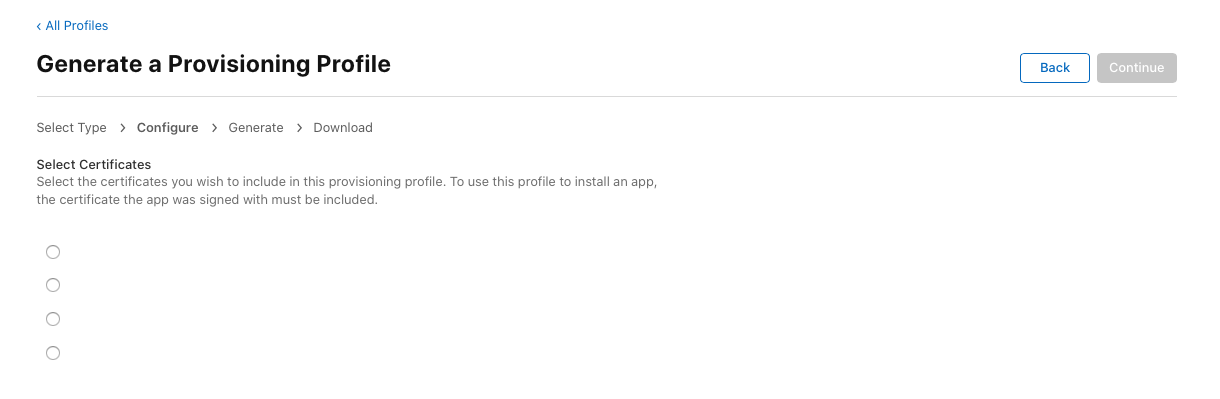 ‹ All Profiles
Generate a Provisioning Profile
Back
Continue
Select Type > Configure > Generate > Download
Select Certificates
Select the certificates you wish to include in this provisioning profile. To use this profile to install an app,
the certificate the app was signed with must be included.